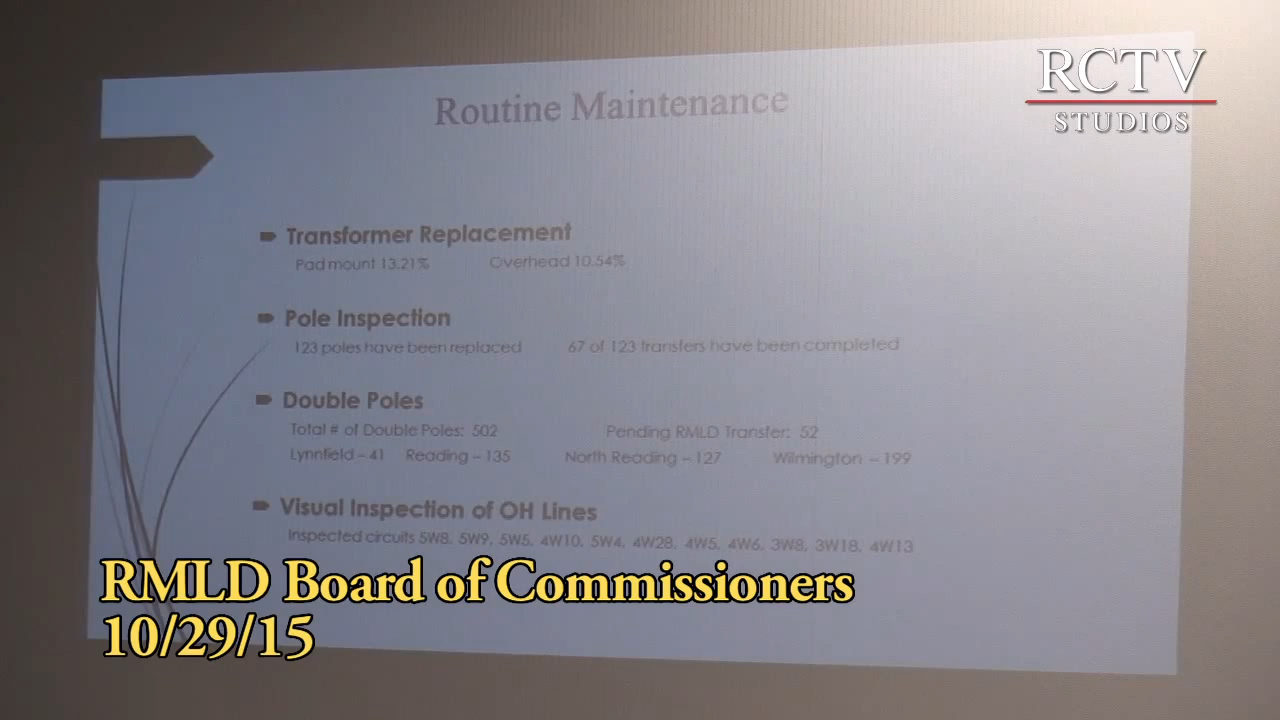 RCTV
STUDIOS
Routine Maintenance
Transformer Replacement
Pad mount 13.21% Overhead 10.54%
Pole Inspection
123 poles have been replaced 67 of 123 transfers have been completed
Double Poles
Total # of Double Poles: 502 Pending RMLD Transfer: 52
Lynnfield – 41 Reading – 135 North Reading – 127 Wilmington – 199
Visual Inspection of OH Lines
Inspected circuits 5W8, 5W9, 5W5, 4W10, 5W4, 4W28, 4W5, 4W6, 3W8, 3W18, 4W13
RMLD Board of Commissioners
10/29/15